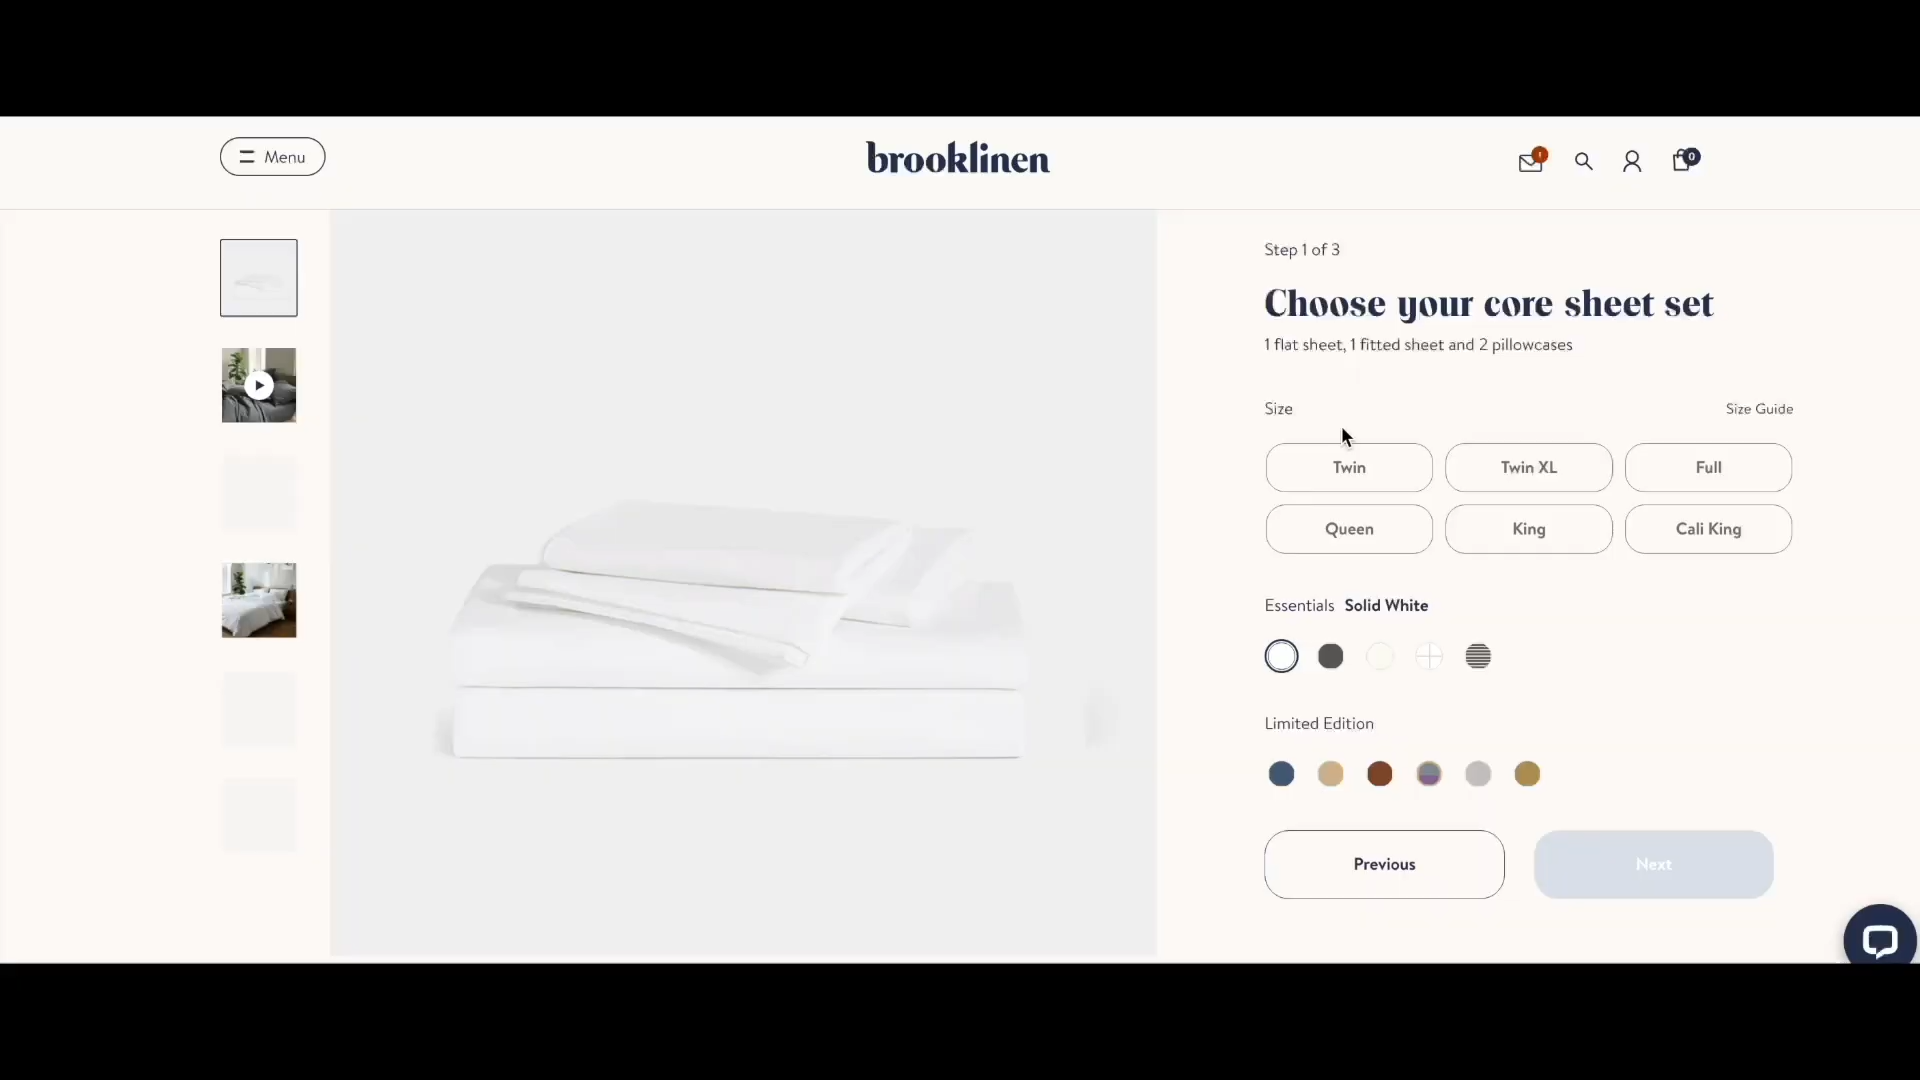 Menu
brooklinen
!
0
Step 1 of 3
Choose your core sheet set
1 flat sheet, 1 fitted sheet and 2 pillowcases
Size
Size Guide
Twin
Twin XL
Full
Queen
King
Cali King
Essentials Solid White
Limited Edition
Previous
Next